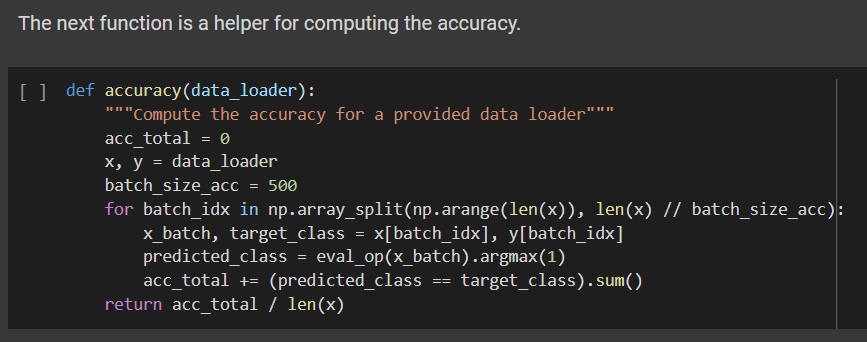 The next function is a helper for computing the accuracy.
[ ] def accuracy(data_loader):
    """Compute the accuracy for a provided data loader"""
    acc_total = 0
    x, y = data_loader
    batch_size_acc = 500
    for batch_idx in np.array_split(np.arange(len(x)), len(x) // batch_size_acc):
        x_batch, target_class = x[batch_idx], y[batch_idx]
        predicted_class = eval_op(x_batch).argmax(1)
        acc_total += (predicted_class == target_class).sum()
    return acc_total / len(x)